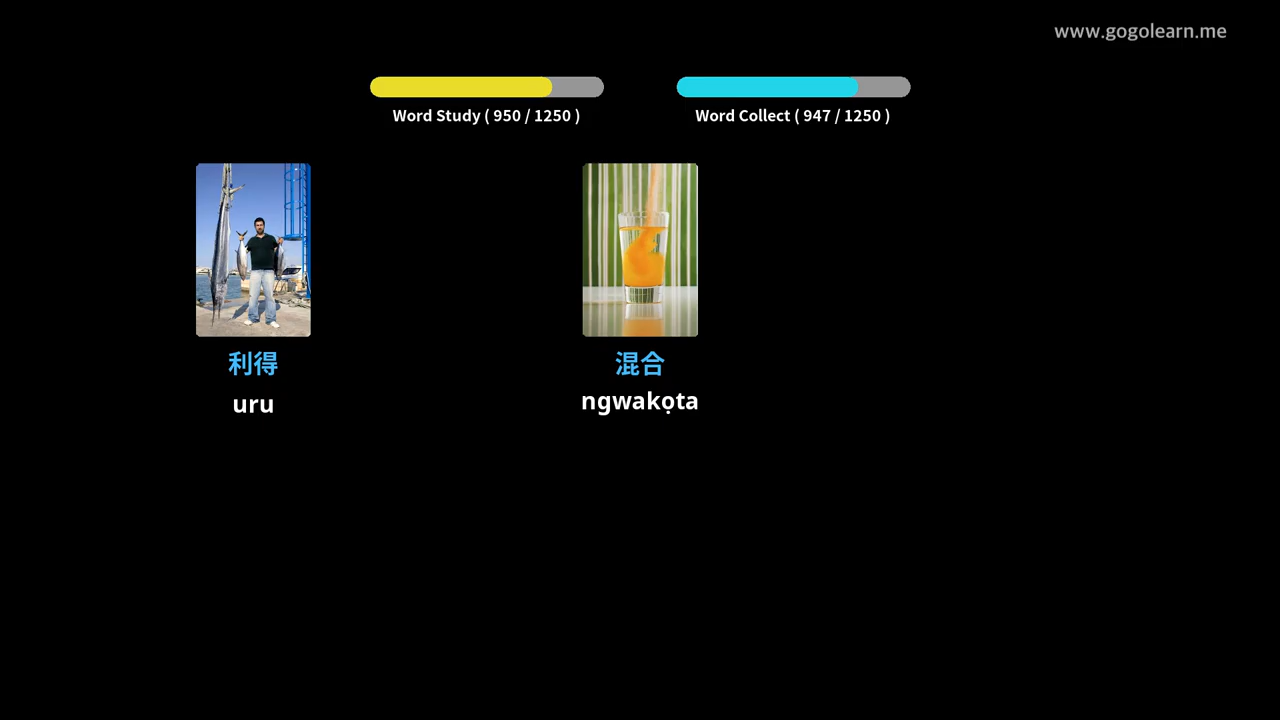 www.gogolearn.me
Word Study ( 950 / 1250 )
Word Collect ( 947 / 1250 )
利得
uru
混合
ngwakọta